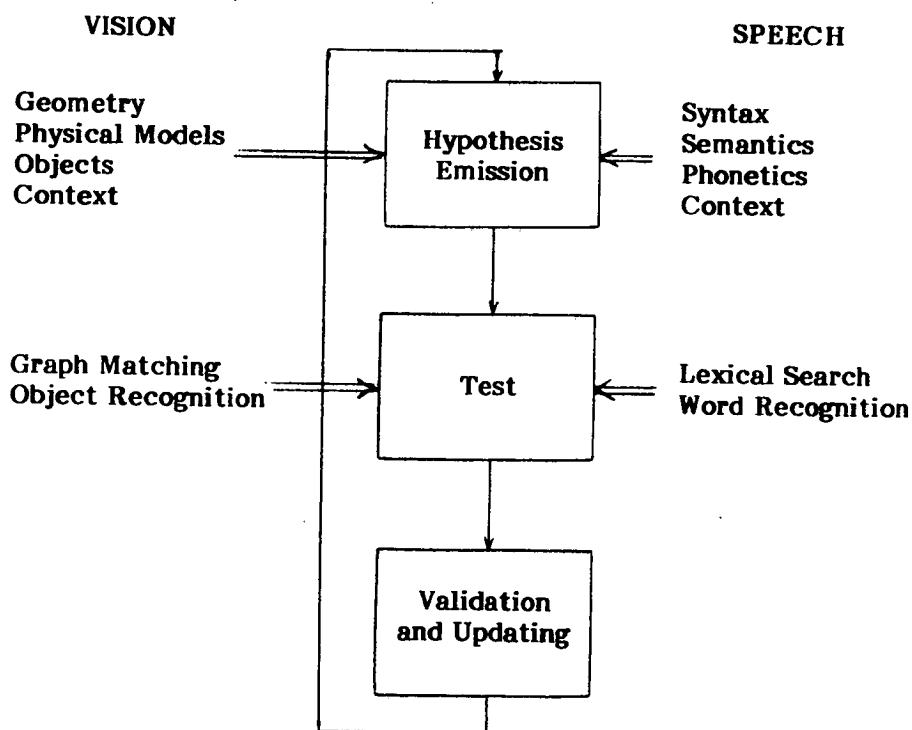 VISION
SPEECH
Geometry
Physical Models
Objects
Context
Hypothesis
Emission
Syntax
Semantics
Phonetics
Context
Graph Matching
Object Recognition
Test
Lexical Search
Word Recognition
Validation
and Updating